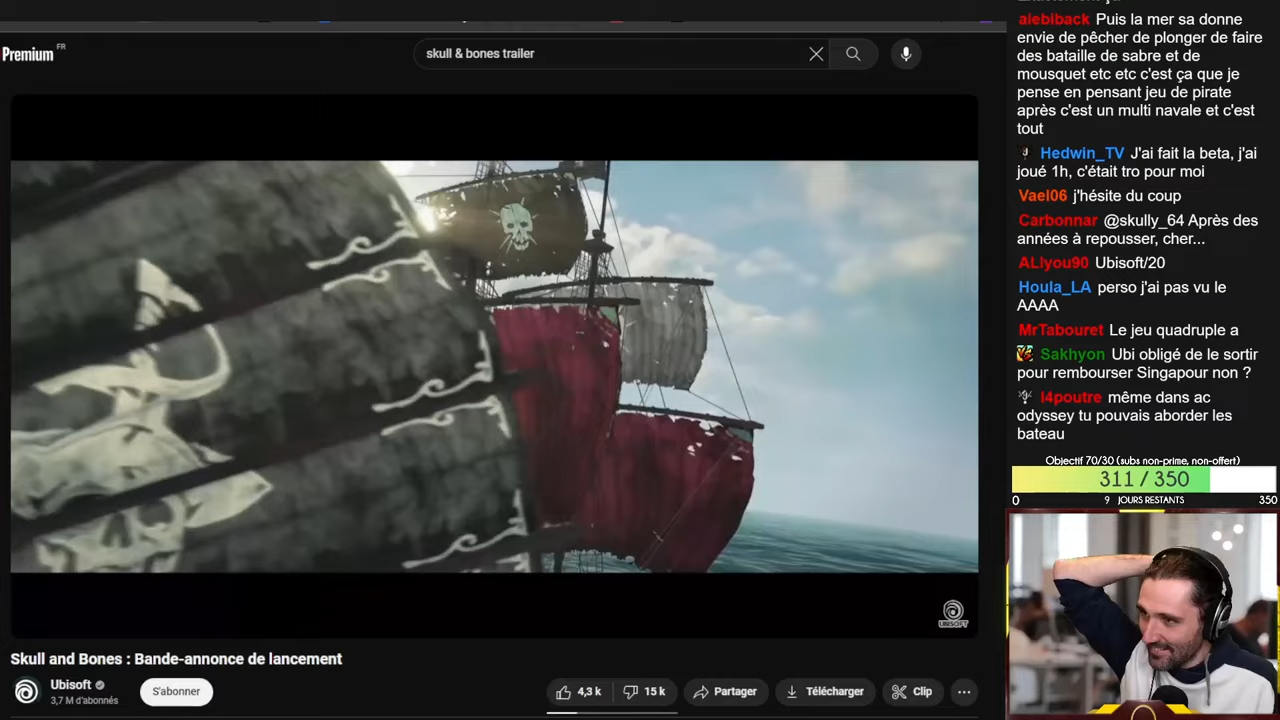 Premium FR
skull & bones trailer
UBISOFT
Skull and Bones : Bande-annonce de lancement
Ubisoft
3,7 M d'abonnés
S'abonner
4,3 k
15 k
Partager
Télécharger
Clip
alebiback Puis la mer sa donne
envie de pêcher de plonger de faire
des bataille de sabre et de
mousquet etc etc c'est ça que je
pense en pensant jeu de pirate
après c'est un multi navale et c'est
tout
Hedwin_TV J'ai fait la beta, j'ai
joué 1h, c'était tro pour moi
Vael06 j'hésite du coup
Carbonnar @skully_64 Après des
années à repousser, cher...
ALIyou90 Ubisoft/20
Houla_LA perso j'ai pas vu le
AAAA
MrTabouret Le jeu quadruple a
Sakhyon Ubi obligé de le sortir
pour rembourser Singapour non ?
l4poutre même dans ac
odyssey tu pouvais aborder les
bateau
Objectif 70/30 (subs non-prime, non-offert)
311 / 350
0 9 JOURS RESTANTS 350